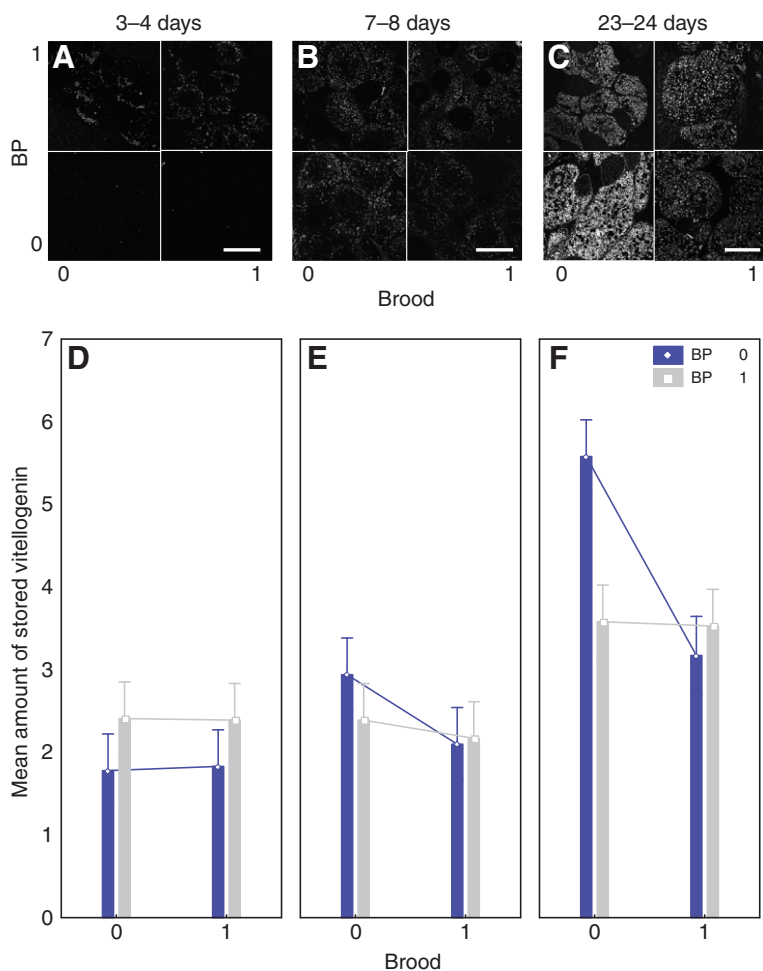 3–4 days
7–8 days
23–24 days
A
B
C
1
BP
0
0
1
0
1
0
1
Brood
D
E
F
BP 0
BP 1
7
6
5
4
3
2
1
0
Mean amount of stored vitellogenin
0
1
0
1
0
1
Brood